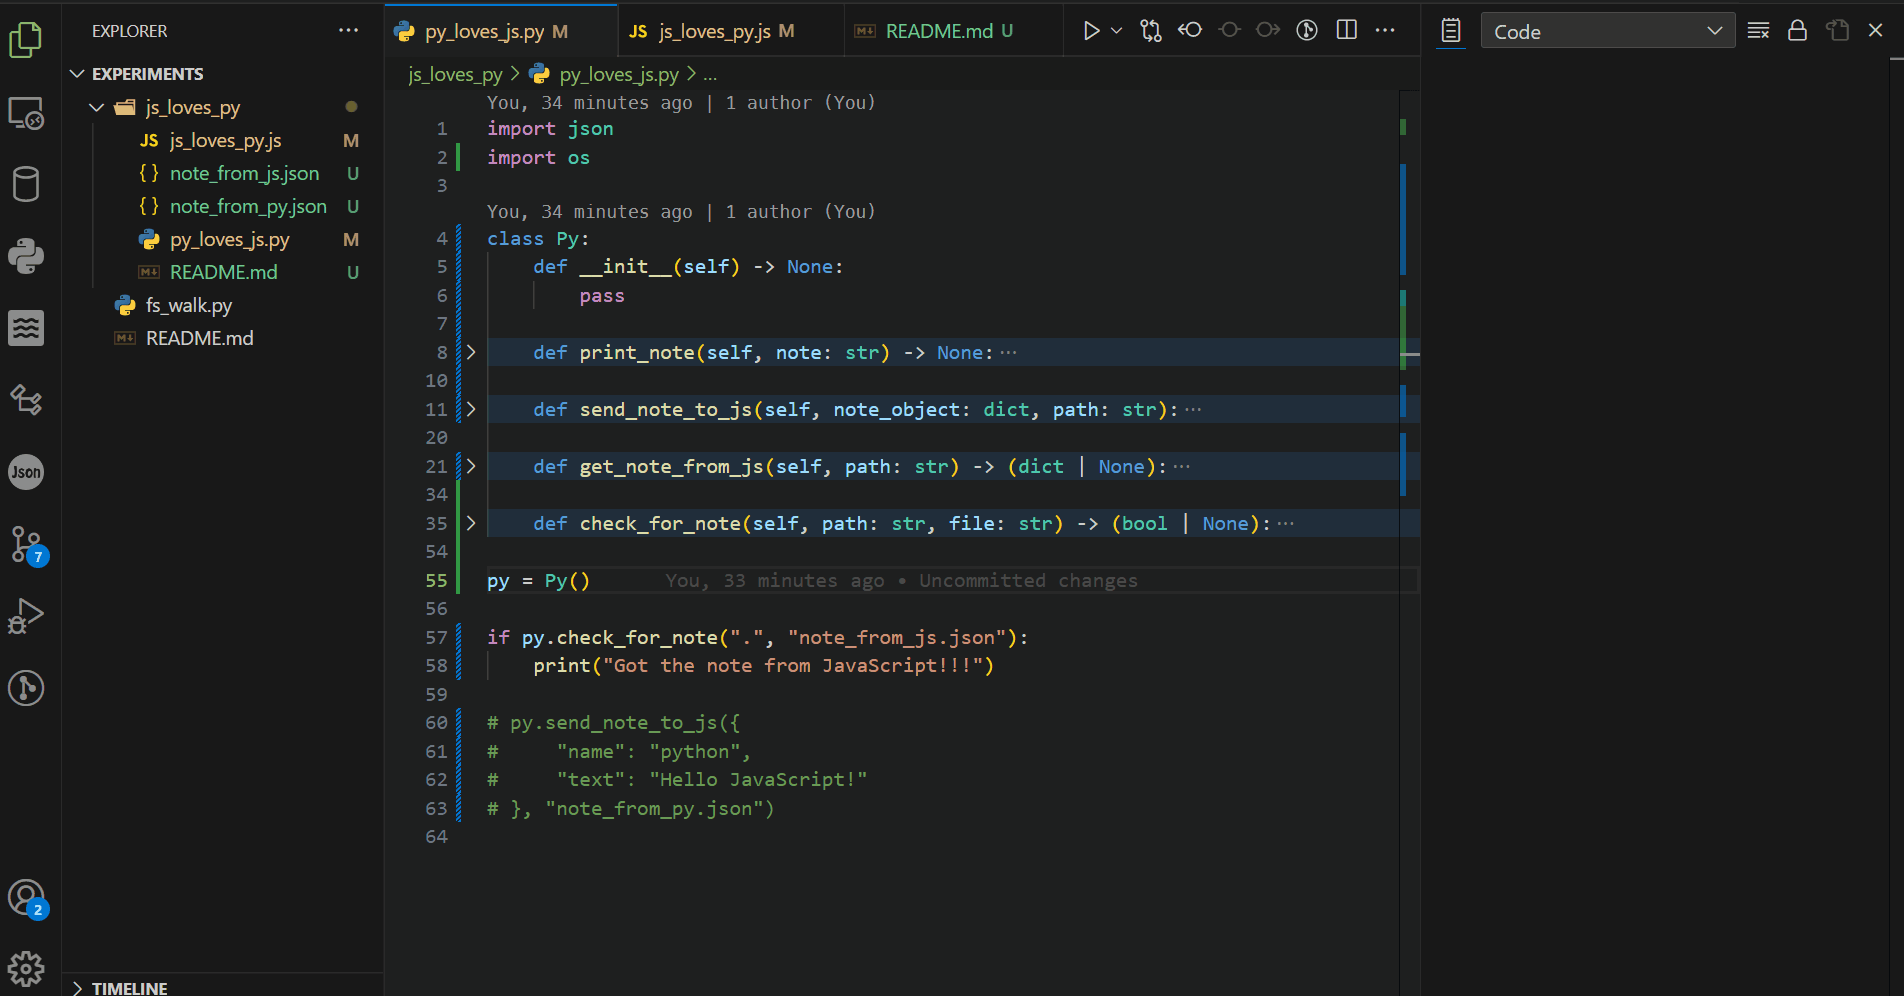 EXPLORER
EXPERIMENTS
js_loves_py
JS js_loves_py.js M
{ } note_from_js.json U
{ } note_from_py.json U
py_loves_js.py M
README.md U
fs_walk.py
README.md
TIMELINE
Json
7
2
py_loves_js.py M
JS js_loves_py.js M
README.md U
js_loves_py > py_loves_js.py > ...
You, 34 minutes ago | 1 author (You)
1 import json
2 import os
3
You, 34 minutes ago | 1 author (You)
4 class Py:
5 def __init__(self) -> None:
6 pass
7
8 def print_note(self, note: str) -> None:···
10
11 def send_note_to_js(self, note_object: dict, path: str):···
20
21 def get_note_from_js(self, path: str) -> (dict | None):···
34
35 def check_for_note(self, path: str, file: str) -> (bool | None):···
54
55 py = Py() You, 33 minutes ago • Uncommitted changes
56
57 if py.check_for_note(".", "note_from_js.json"):
58 print("Got the note from JavaScript!!!")
59
60 # py.send_note_to_js({
61 # "name": "python",
62 # "text": "Hello JavaScript!"
63 # }, "note_from_py.json")
64
Code